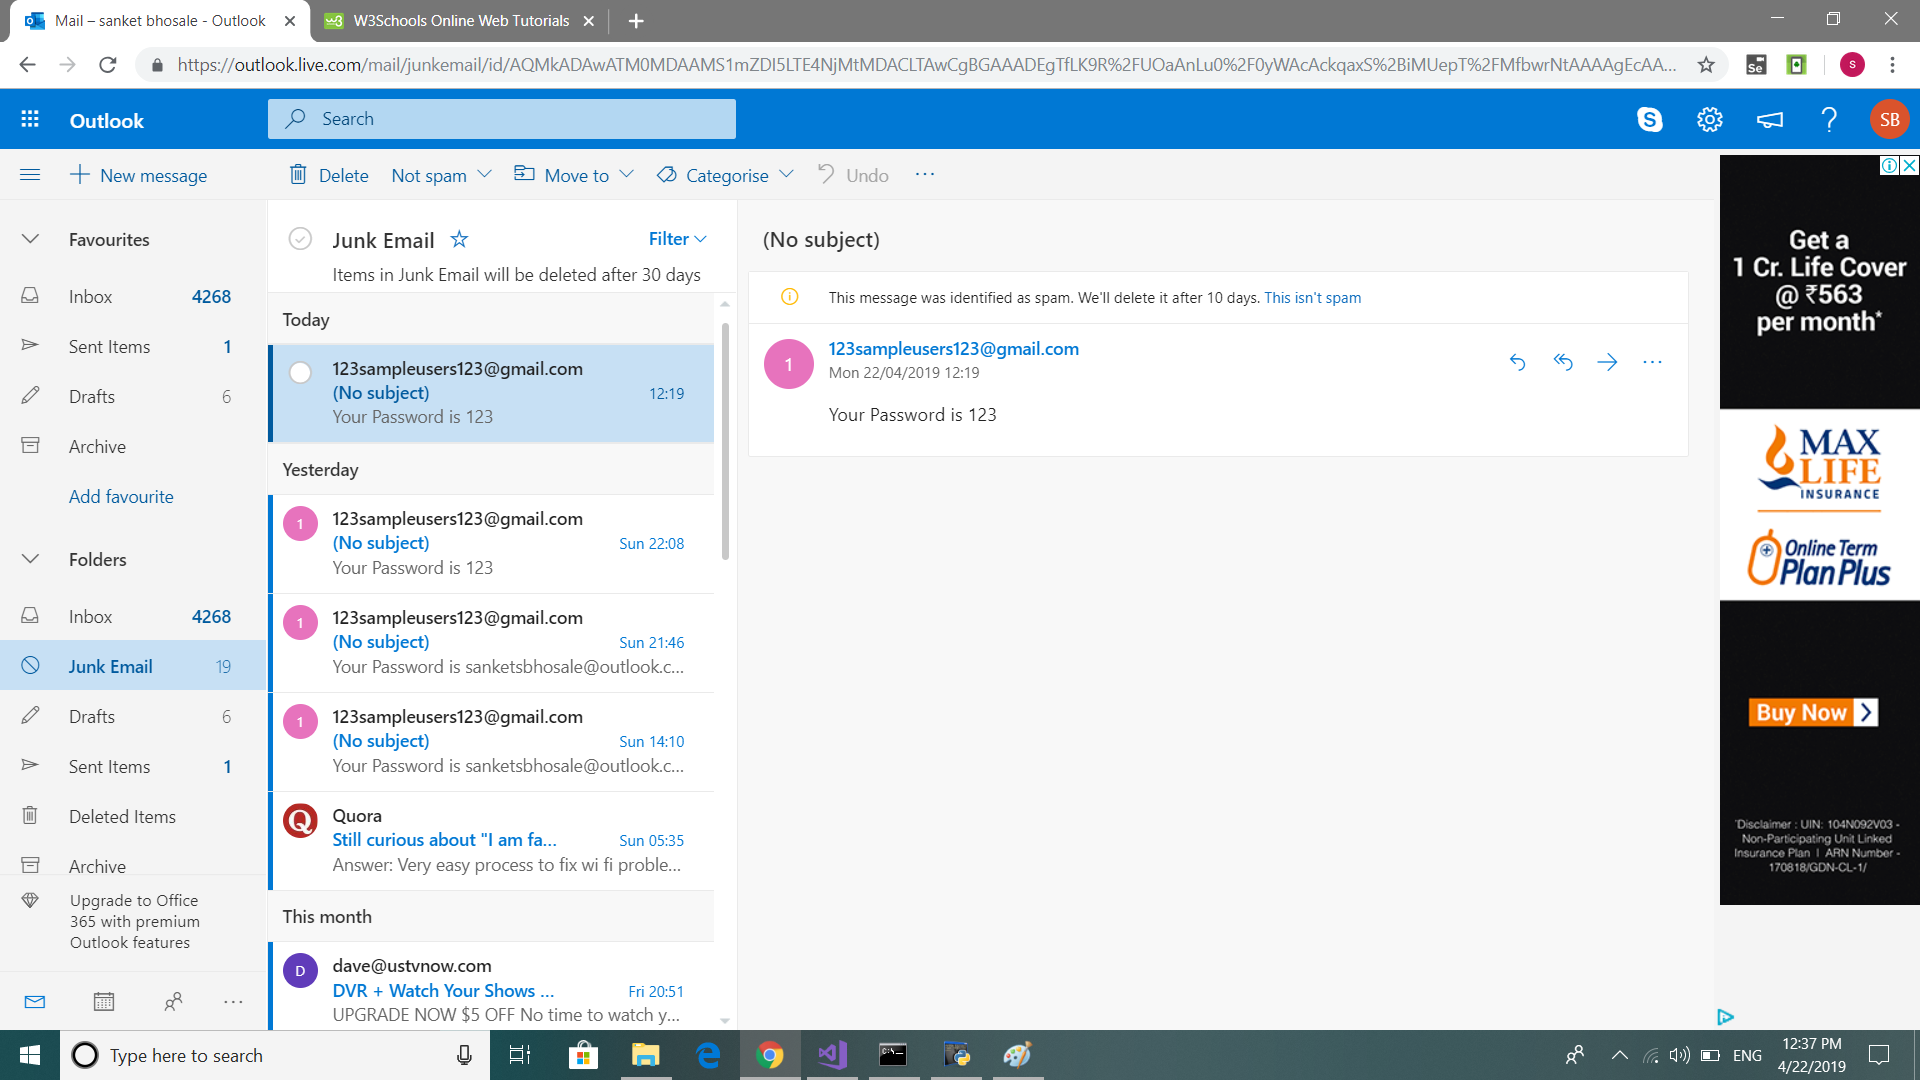 Mail – sanket bhosale - Outlook
W3Schools Online Web Tutorials
https://outlook.live.com/mail/junkemail/id/AQMkADAwATM0MDAAMS1mZDI5LTE4NjMtMDACLTAwCgBGAAADEgTfLK9R%2FUOaAnLu0%2F0yWAcAckqaxS%2BiMUepT%2FMfbwrNtAAAAgEcAA...
Se
s
Outlook
Search
S
SB
New message
Delete
Not spam
Move to
Categorise
Undo
Favourites
Inbox 4268
Sent Items 1
Drafts 6
Archive
Add favourite
Folders
Inbox 4268
Junk Email 19
Drafts 6
Sent Items 1
Deleted Items
Archive
Upgrade to Office
365 with premium
Outlook features
Junk Email
Filter
Items in Junk Email will be deleted after 30 days
Today
123sampleusers123@gmail.com
(No subject) 12:19
Your Password is 123
Yesterday
1
123sampleusers123@gmail.com
(No subject) Sun 22:08
Your Password is 123
1
123sampleusers123@gmail.com
(No subject) Sun 21:46
Your Password is sanketsbhosale@outlook.c...
1
123sampleusers123@gmail.com
(No subject) Sun 14:10
Your Password is sanketsbhosale@outlook.c...
Q
Quora
Still curious about "I am fa... Sun 05:35
Answer: Very easy process to fix wi fi proble...
This month
D
dave@ustvnow.com
DVR + Watch Your Shows ... Fri 20:51
UPGRADE NOW $5 OFF No time to watch y...
(No subject)
This message was identified as spam. We'll delete it after 10 days. This isn't spam
1
123sampleusers123@gmail.com
Mon 22/04/2019 12:19
Your Password is 123
Get a
1 Cr. Life Cover
@ ₹563
per month*
MAX
LIFE
INSURANCE
Online Term
Plan Plus
Buy Now
*Disclaimer : UIN: 104N092V03 -
Non-Participating Unit Linked
Insurance Plan | ARN Number -
170818/GDN-CL-1/
Type here to search
ENG
12:37 PM
4/22/2019